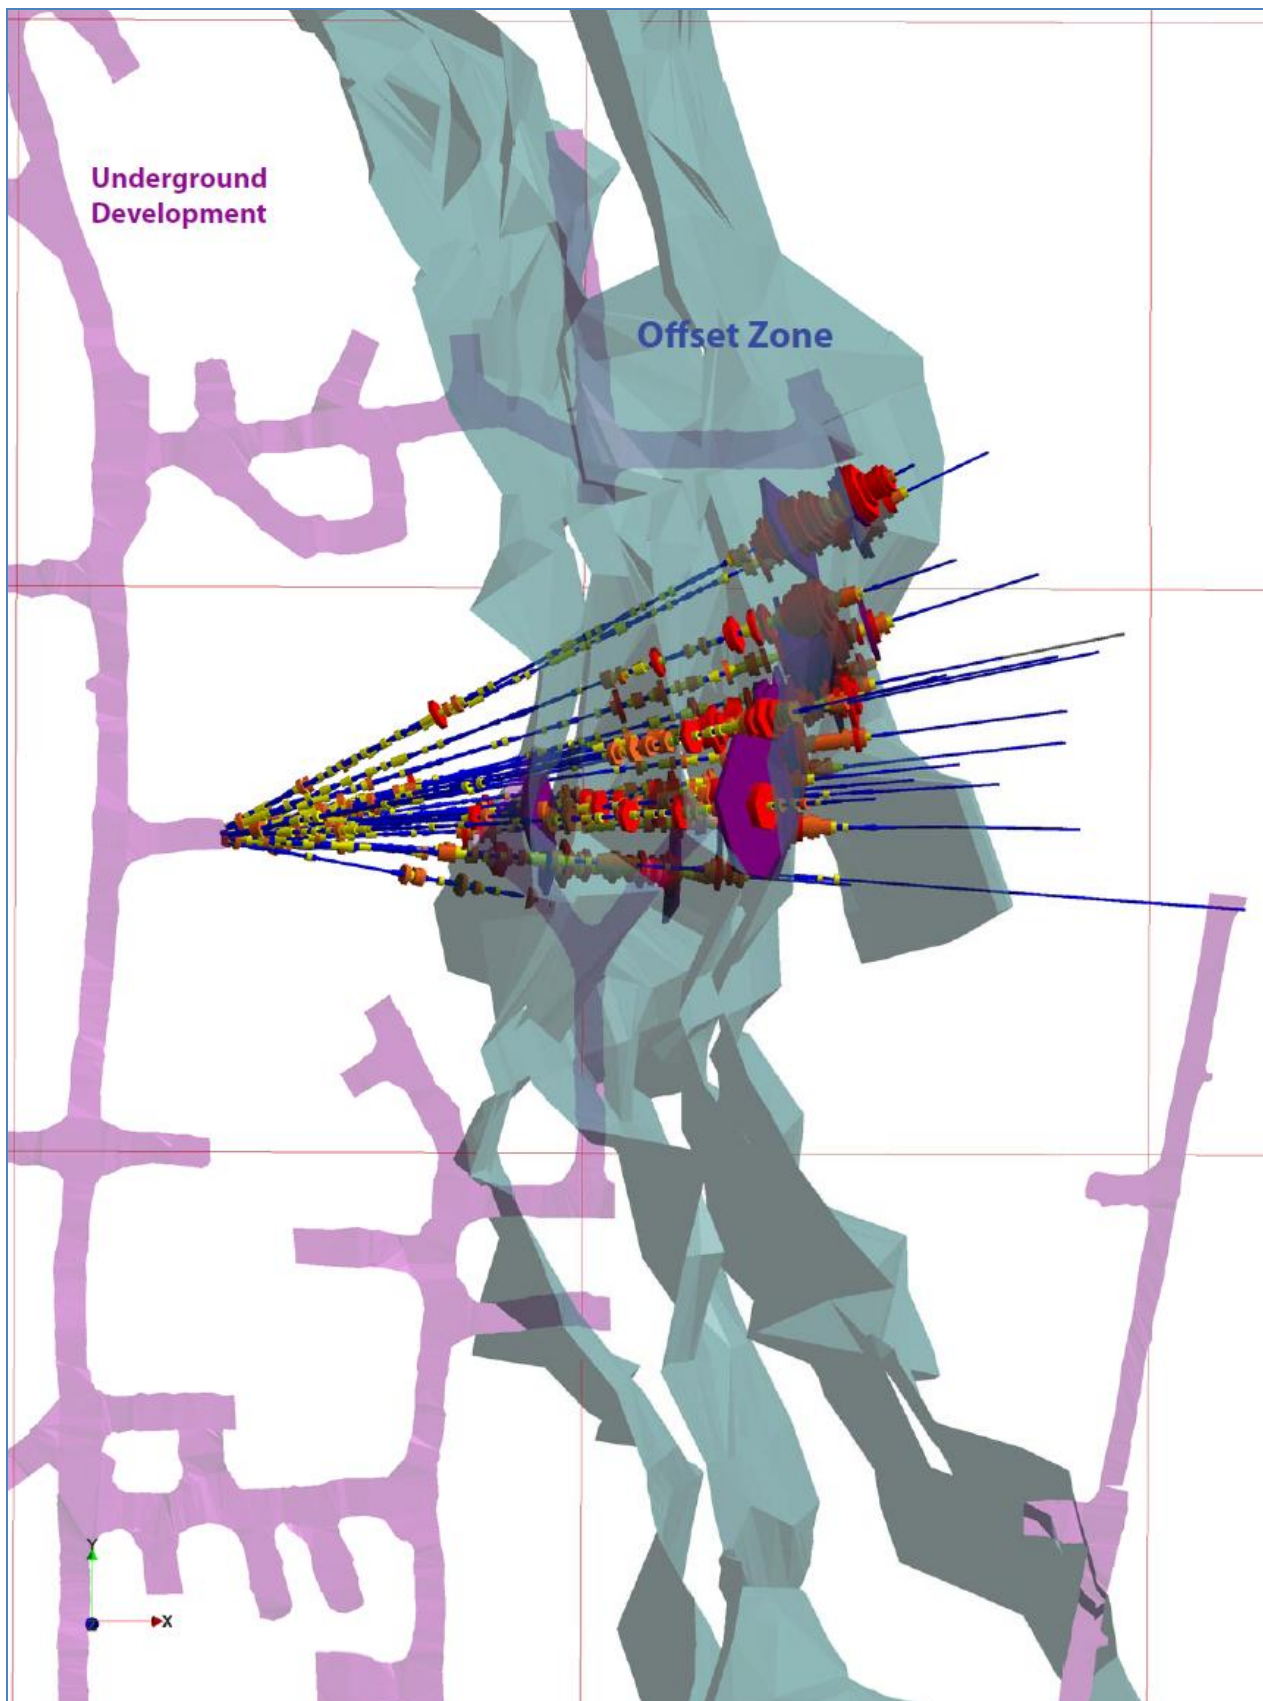 Underground
Development
Offset Zone
Y
Z
X